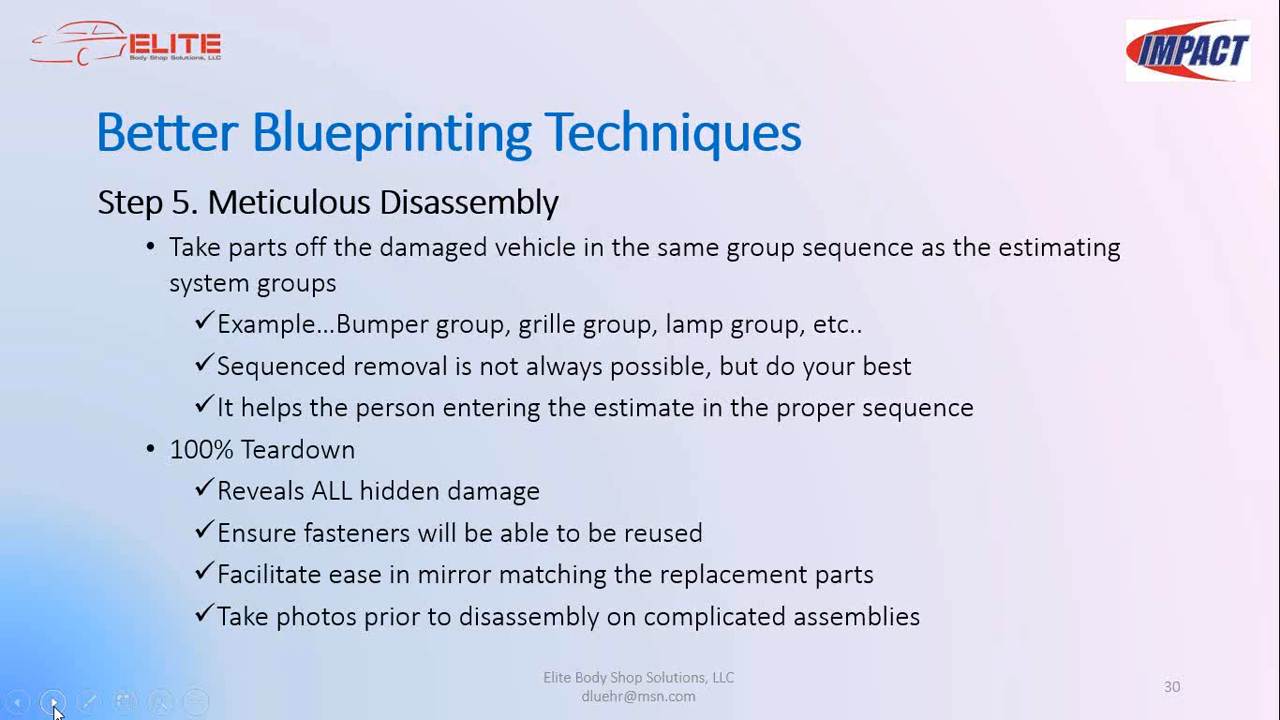 ELITE
Body Shop Solutions, LLC
IMPACT
Better Blueprinting Techniques
Step 5. Meticulous Disassembly
• Take parts off the damaged vehicle in the same group sequence as the estimating
system groups
✓Example...Bumper group, grille group, lamp group, etc..
✓Sequenced removal is not always possible, but do your best
✓It helps the person entering the estimate in the proper sequence
• 100% Teardown
✓Reveals ALL hidden damage
✓Ensure fasteners will be able to be reused
✓Facilitate ease in mirror matching the replacement parts
✓Take photos prior to disassembly on complicated assemblies
Elite Body Shop Solutions, LLC
dluehr@msn.com
30